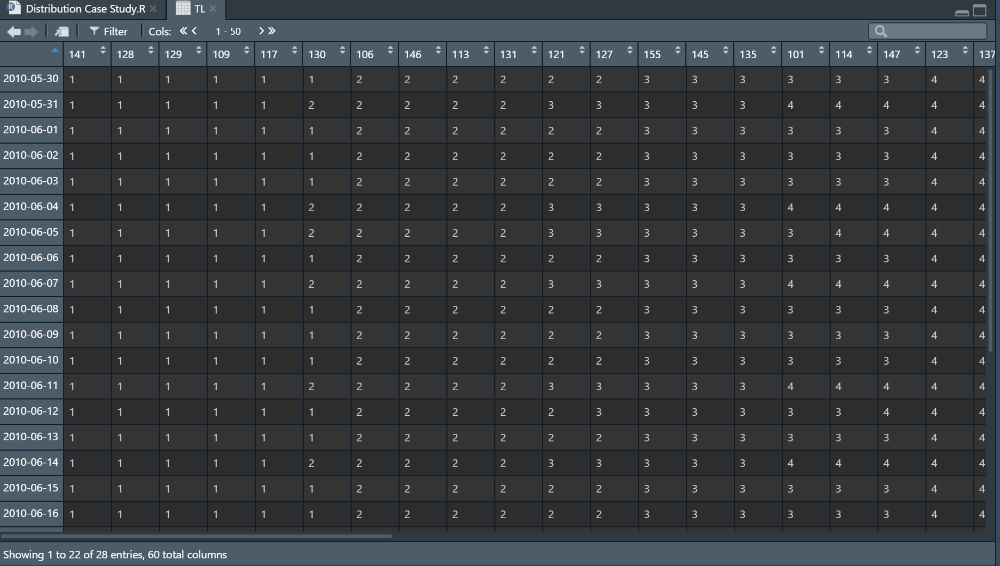 Distribution Case Study.R TL
Filter Cols: 1 - 50
141 128 129 109 117 130 106 146 113 131 121 127 155 145 135 101 114 147 123 137
2010-05-30 1 1 1 1 1 1 2 2 2 2 2 2 3 3 3 3 3 3 4 4
2010-05-31 1 1 1 1 1 2 2 2 2 2 3 3 3 3 3 4 4 4 4 4
2010-06-01 1 1 1 1 1 1 2 2 2 2 2 2 3 3 3 3 3 3 4 4
2010-06-02 1 1 1 1 1 1 2 2 2 2 2 2 3 3 3 3 3 3 4 4
2010-06-03 1 1 1 1 1 1 2 2 2 2 2 2 3 3 3 3 3 3 4 4
2010-06-04 1 1 1 1 1 2 2 2 2 2 3 3 3 3 3 4 4 4 4 4
2010-06-05 1 1 1 1 1 2 2 2 2 2 3 3 3 3 3 3 4 4 4 4
2010-06-06 1 1 1 1 1 1 2 2 2 2 2 2 3 3 3 3 3 3 4 4
2010-06-07 1 1 1 1 1 2 2 2 2 2 3 3 3 3 3 4 4 4 4 4
2010-06-08 1 1 1 1 1 1 2 2 2 2 2 2 3 3 3 3 3 3 4 4
2010-06-09 1 1 1 1 1 1 2 2 2 2 2 2 3 3 3 3 3 3 4 4
2010-06-10 1 1 1 1 1 1 2 2 2 2 2 2 3 3 3 3 3 3 4 4
2010-06-11 1 1 1 1 1 2 2 2 2 2 3 3 3 3 3 4 4 4 4 4
2010-06-12 1 1 1 1 1 1 2 2 2 2 2 3 3 3 3 3 3 4 4 4
2010-06-13 1 1 1 1 1 1 2 2 2 2 2 2 3 3 3 3 3 3 4 4
2010-06-14 1 1 1 1 1 2 2 2 2 2 3 3 3 3 3 4 4 4 4 4
2010-06-15 1 1 1 1 1 1 2 2 2 2 2 2 3 3 3 3 3 3 4 4
2010-06-16 1 1 1 1 1 1 2 2 2 2 2 2 3 3 3 3 3 3 4 4
Showing 1 to 22 of 28 entries, 60 total columns